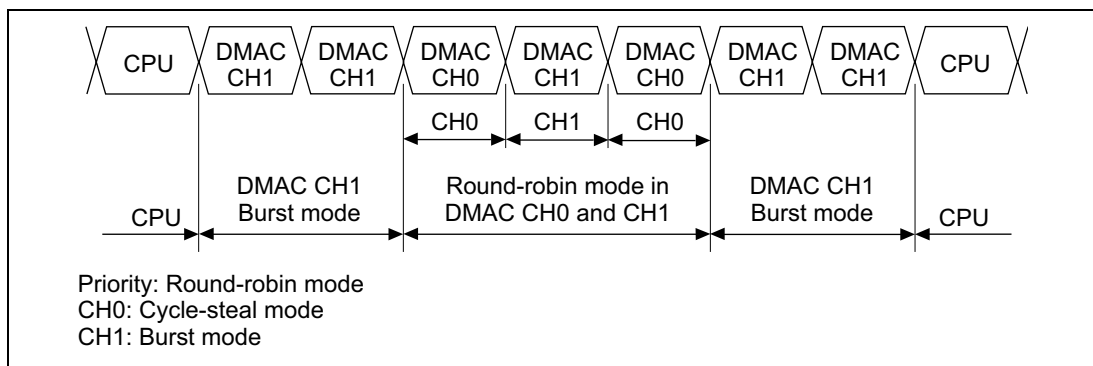 CPU DMAC CH1 DMAC CH1 DMAC CH0 DMAC CH1 DMAC CH0 DMAC CH1 DMAC CH1 CPU
CH0 CH1 CH0
DMAC CH1
Burst mode
Round-robin mode in
DMAC CH0 and CH1
DMAC CH1
Burst mode
CPU
CPU
Priority: Round-robin mode
CH0: Cycle-steal mode
CH1: Burst mode